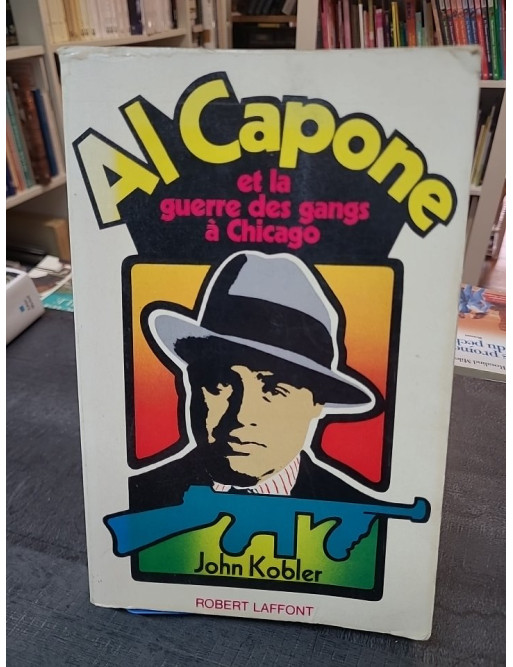 Al Capone
et la
guerre des gangs
à Chicago
John Kobler
ROBERT LAFFONT